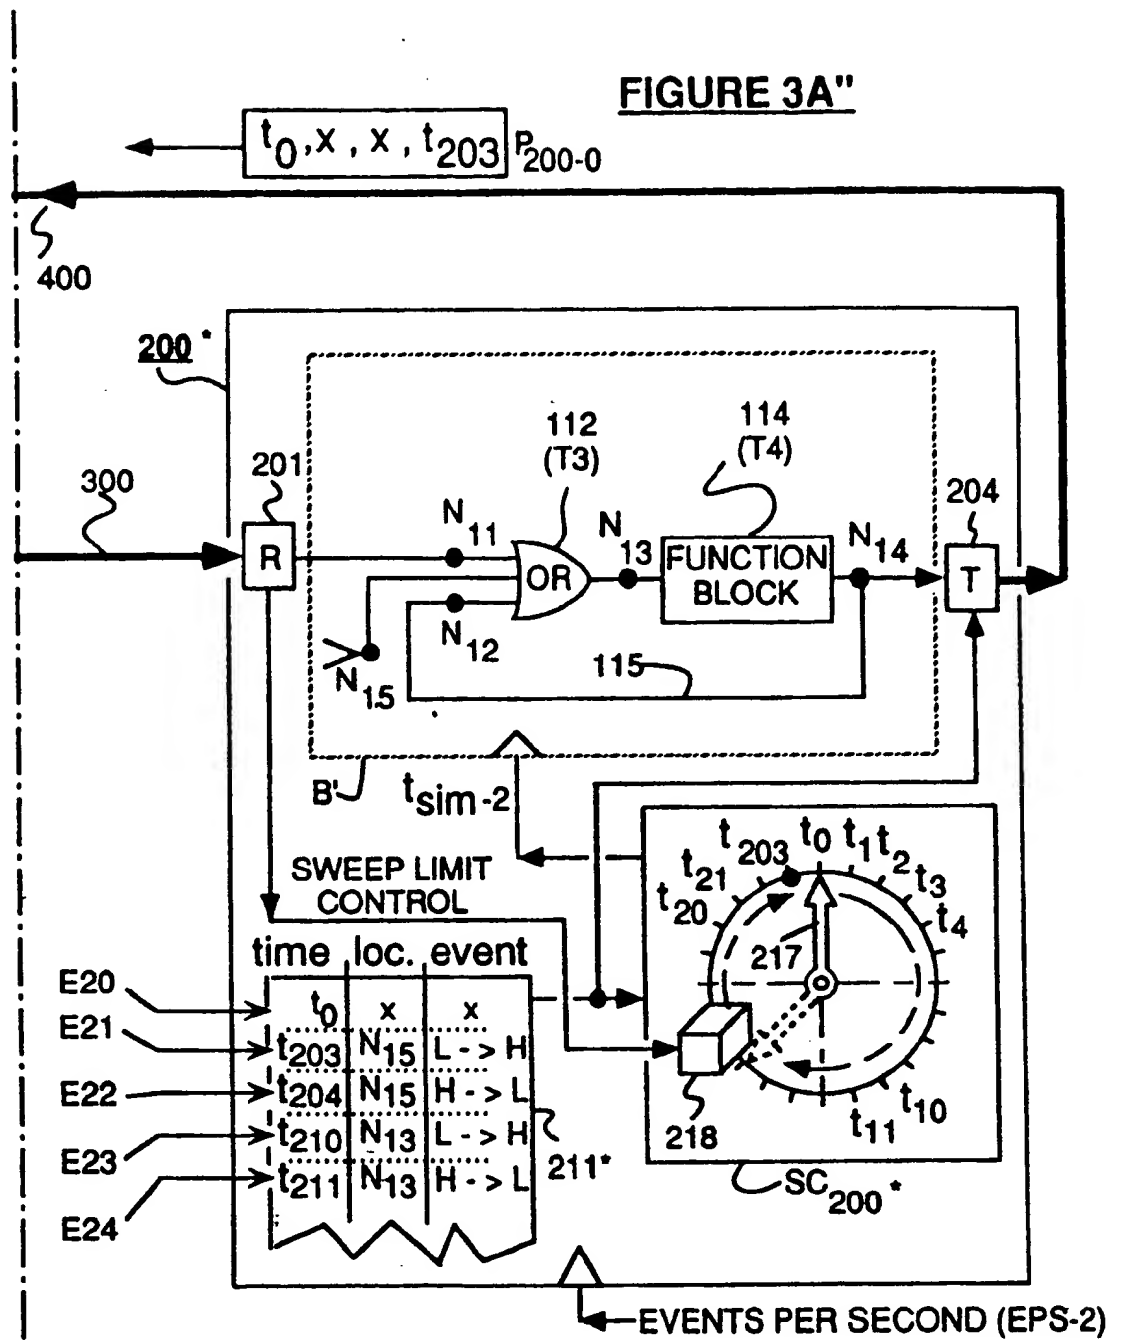 FIGURE 3A"
t0, x, x, t203
P200-0
400
200*
300
201
R
112
(T3)
114
(T4)
204
T
N11
OR
N13
FUNCTION
BLOCK
N14
N12
N15
115
B'
tsim-2
SWEEP LIMIT
CONTROL
time loc. event
E20 t0 x x
E21 t203 N15 L -> H
E22 t204 N15 H -> L
E23 t210 N13 L -> H
E24 t211 N13 H -> L
211*
t20
t21
t203
t0
t1
t2
t3
t4
217
t10
t11
218
SC200*
EVENTS PER SECOND (EPS-2)